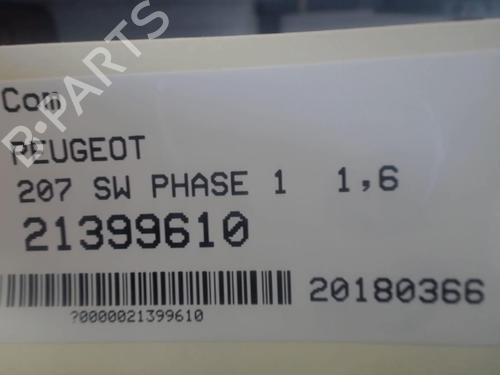 Com
PEUGEOT
207 SW PHASE 1 1,6
21399610
20180366
?0000021399610
B-PARTS